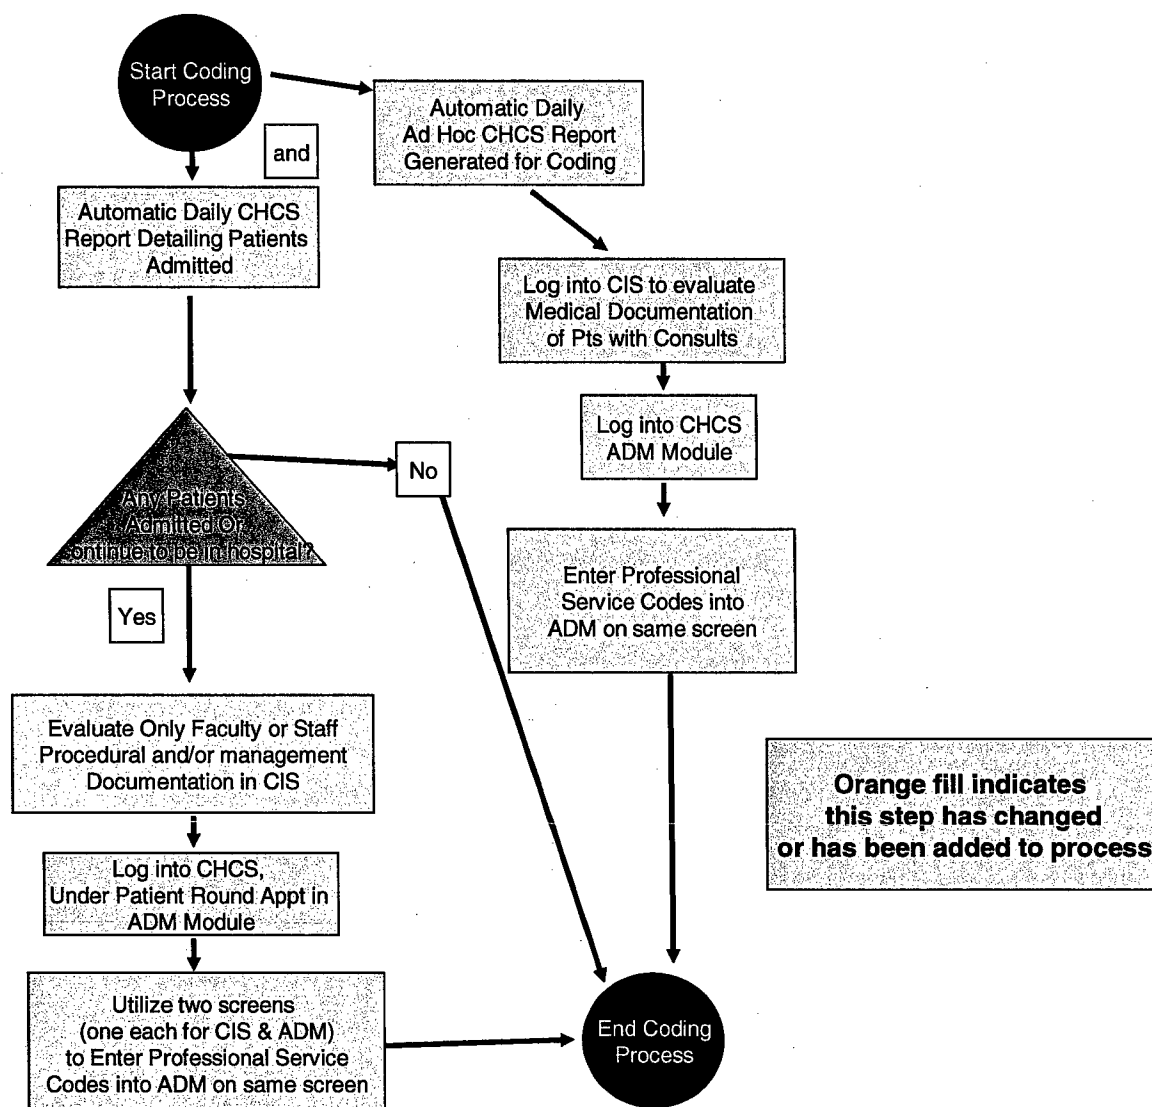 Start Coding
Process
and
Automatic Daily
Ad Hoc CHCS Report
Generated for Coding
Automatic Daily CHCS
Report Detailing Patients
Admitted
Log into CIS to evaluate
Medical Documentation
of Pts with Consults
Log into CHCS
ADM Module
No
Any Patients
Admitted Or
continue to be in hospital?
Yes
Enter Professional
Service Codes into
ADM on same screen
Evaluate Only Faculty or Staff
Procedural and/or management
Documentation in CIS
Orange fill indicates
this step has changed
or has been added to process
Log into CHCS,
Under Patient Round Appt in
ADM Module
Utilize two screens
(one each for CIS & ADM)
to Enter Professional Service
Codes into ADM on same screen
End Coding
Process